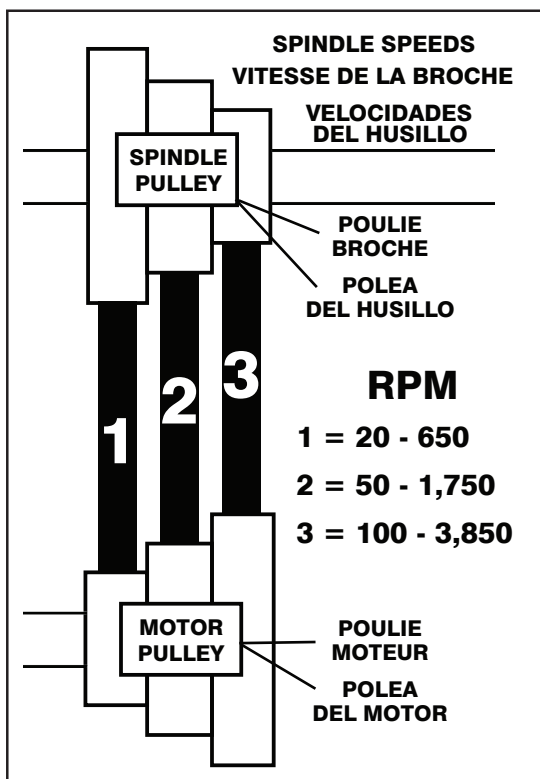 SPINDLE SPEEDS
VITESSE DE LA BROCHE
VELOCIDADES
DEL HUSILLO
SPINDLE
PULLEY
POULIE
BROCHE
POLEA
DEL HUSILLO
1
2
3
RPM
1 = 20 - 650
2 = 50 - 1,750
3 = 100 - 3,850
MOTOR
PULLEY
POULIE
MOTEUR
POLEA
DEL MOTOR